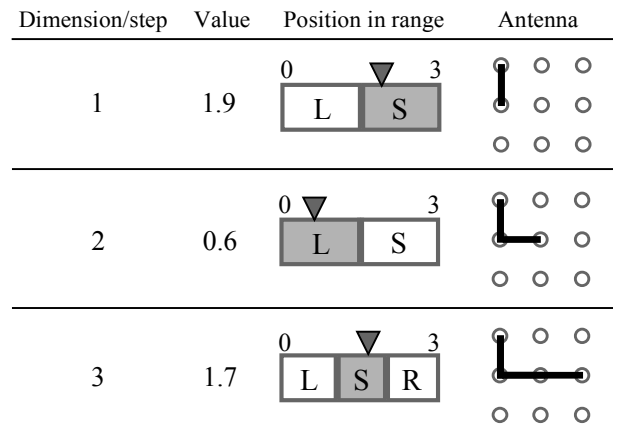 Dimension/step Value Position in range Antenna
0 3
1 1.9 L S
0 3
2 0.6 L S
0 3
3 1.7 L S R